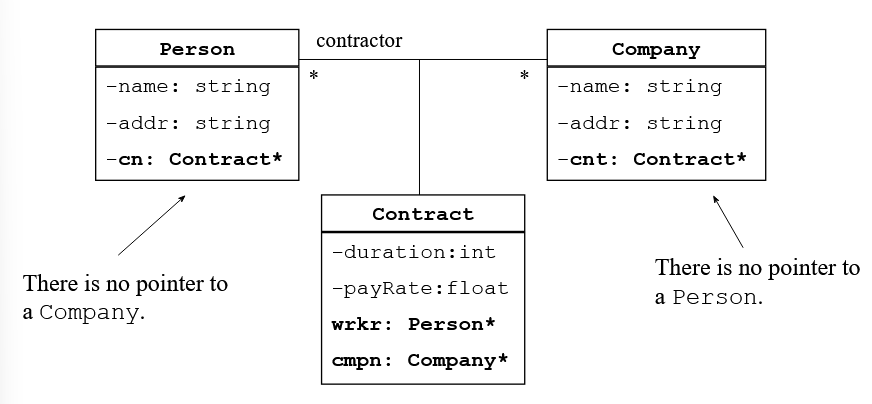 Person
-name: string
-addr: string
-cn: Contract*
contractor
*
*
Company
-name: string
-addr: string
-cnt: Contract*
Contract
-duration:int
-payRate:float
wrkr: Person*
cmpn: Company*
There is no pointer to
a Company.
There is no pointer to
a Person.